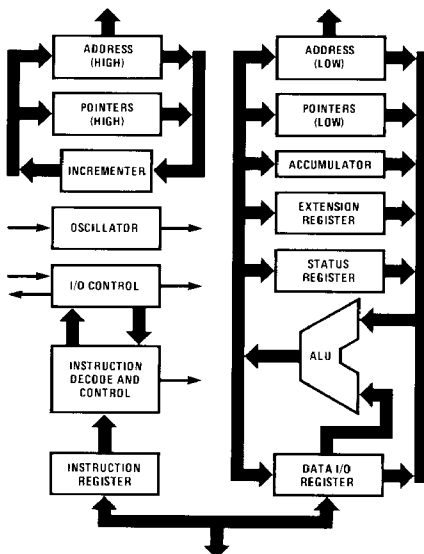 ADDRESS
(HIGH)
POINTERS
(HIGH)
INCREMENTER
OSCILLATOR
I/O CONTROL
INSTRUCTION
DECODE AND
CONTROL
INSTRUCTION
REGISTER
ADDRESS
(LOW)
POINTERS
(LOW)
ACCUMULATOR
EXTENSION
REGISTER
STATUS
REGISTER
ALU
DATA I/O
REGISTER